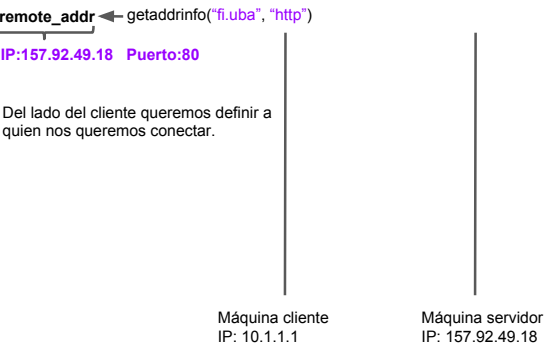 remote_addr getaddrinfo("fi.uba", "http")
IP:157.92.49.18 Puerto:80
Del lado del cliente queremos definir a
quien nos queremos conectar.
Máquina cliente
IP: 10.1.1.1
Máquina servidor
IP: 157.92.49.18